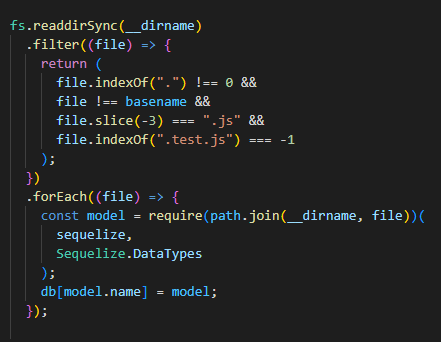 fs.readdirSync(__dirname)
  .filter((file) => {
    return (
      file.indexOf(".") !== 0 &&
      file !== basename &&
      file.slice(-3) === ".js" &&
      file.indexOf(".test.js") === -1
    );
  })
  .forEach((file) => {
    const model = require(path.join(__dirname, file))(
      sequelize,
      Sequelize.DataTypes
    );
    db[model.name] = model;
  });